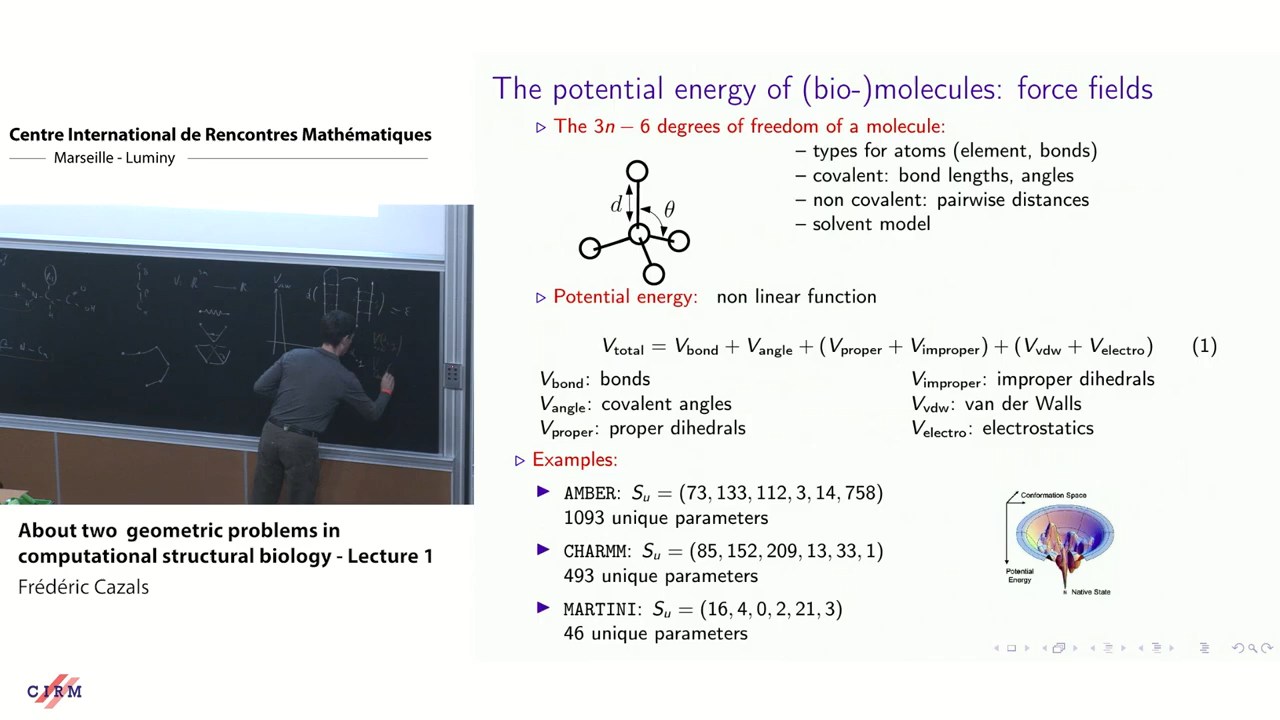 Centre International de Rencontres Mathématiques
Marseille - Luminy
About two geometric problems in
computational structural biology - Lecture 1
Frédéric Cazals
CIRM
The potential energy of (bio-)molecules: force fields
▷ The 3n − 6 degrees of freedom of a molecule:
– types for atoms (element, bonds)
– covalent: bond lengths, angles
– non covalent: pairwise distances
– solvent model
d
θ
▷ Potential energy: non linear function
V_total = V_bond + V_angle + (V_proper + V_improper) + (V_vdw + V_electro) (1)
V_bond: bonds
V_angle: covalent angles
V_proper: proper dihedrals
V_improper: improper dihedrals
V_vdw: van der Walls
V_electro: electrostatics
▷ Examples:
▶ AMBER: S_u = (73, 133, 112, 3, 14, 758)
1093 unique parameters
▶ CHARMM: S_u = (85, 152, 209, 13, 33, 1)
493 unique parameters
▶ MARTINI: S_u = (16, 4, 0, 2, 21, 3)
46 unique parameters
Conformation Space
Potential
Energy
Native State